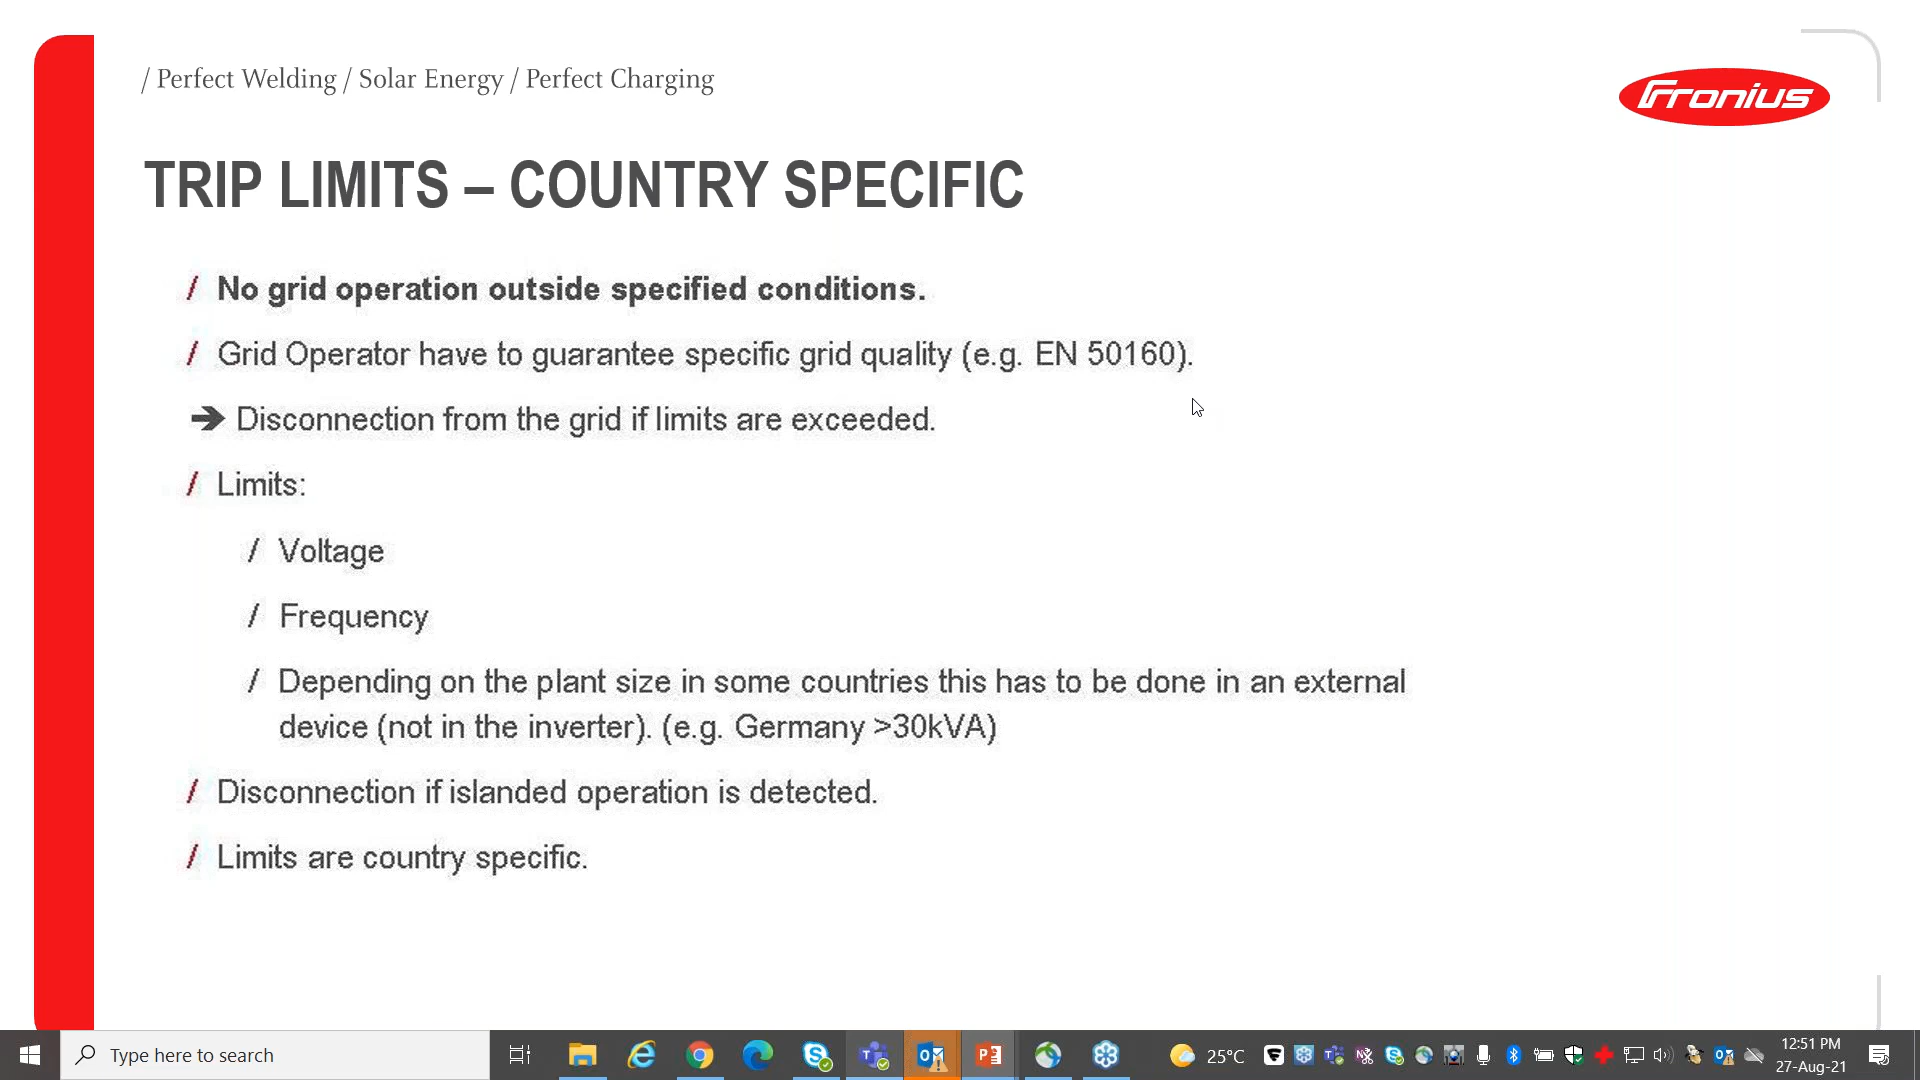 / Perfect Welding / Solar Energy / Perfect Charging
Fronius
TRIP LIMITS – COUNTRY SPECIFIC
/ No grid operation outside specified conditions.
/ Grid Operator have to guarantee specific grid quality (e.g. EN 50160).
➔ Disconnection from the grid if limits are exceeded.
/ Limits:
/ Voltage
/ Frequency
/ Depending on the plant size in some countries this has to be done in an external
device (not in the inverter). (e.g. Germany >30kVA)
/ Disconnection if islanded operation is detected.
/ Limits are country specific.
Type here to search
25°C
12:51 PM
27-Aug-21